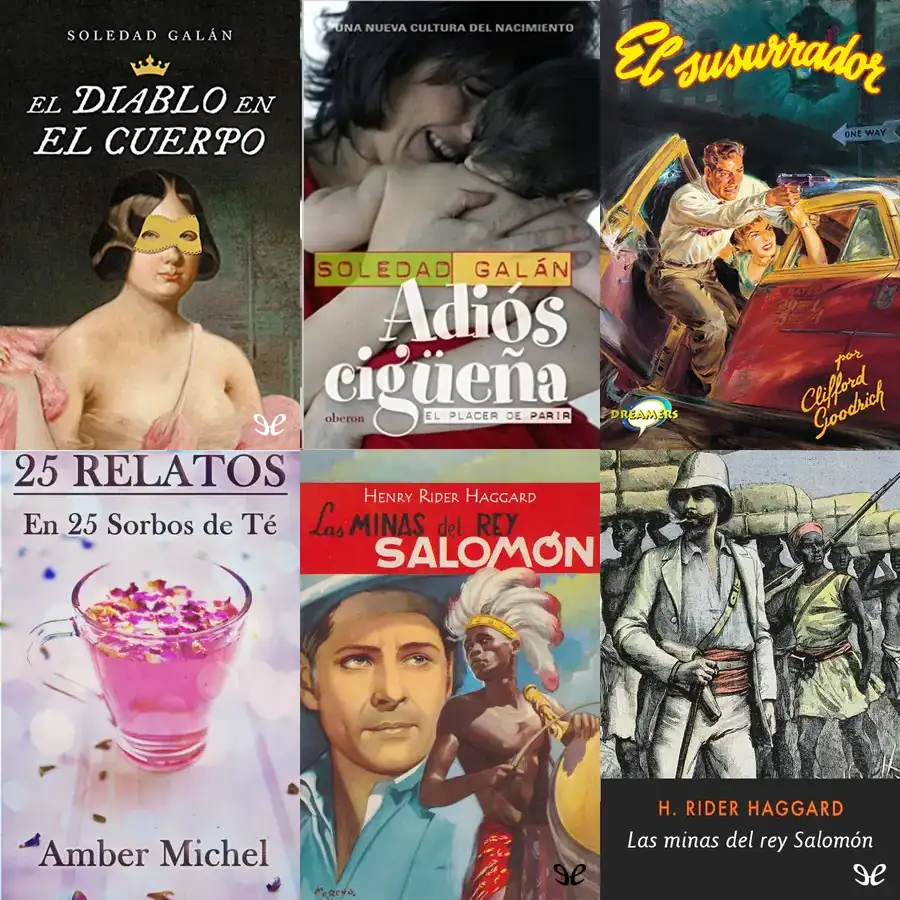 SOLEDAD GALÁN
EL DIABLO EN
EL CUERPO
UNA NUEVA CULTURA DEL NACIMIENTO
SOLEDAD GALÁN
Adiós
cigüeña
oberon
EL PLACER DE PARIR
El susurrador
ONE WAY
por
Clifford
Goodrich
DREAMERS
25 RELATOS
En 25 Sorbos de Té
Amber Michel
HENRY RIDER HAGGARD
Las MINAS del REY
SALOMÓN
MORENO.
H. RIDER HAGGARD
Las minas del rey Salomón